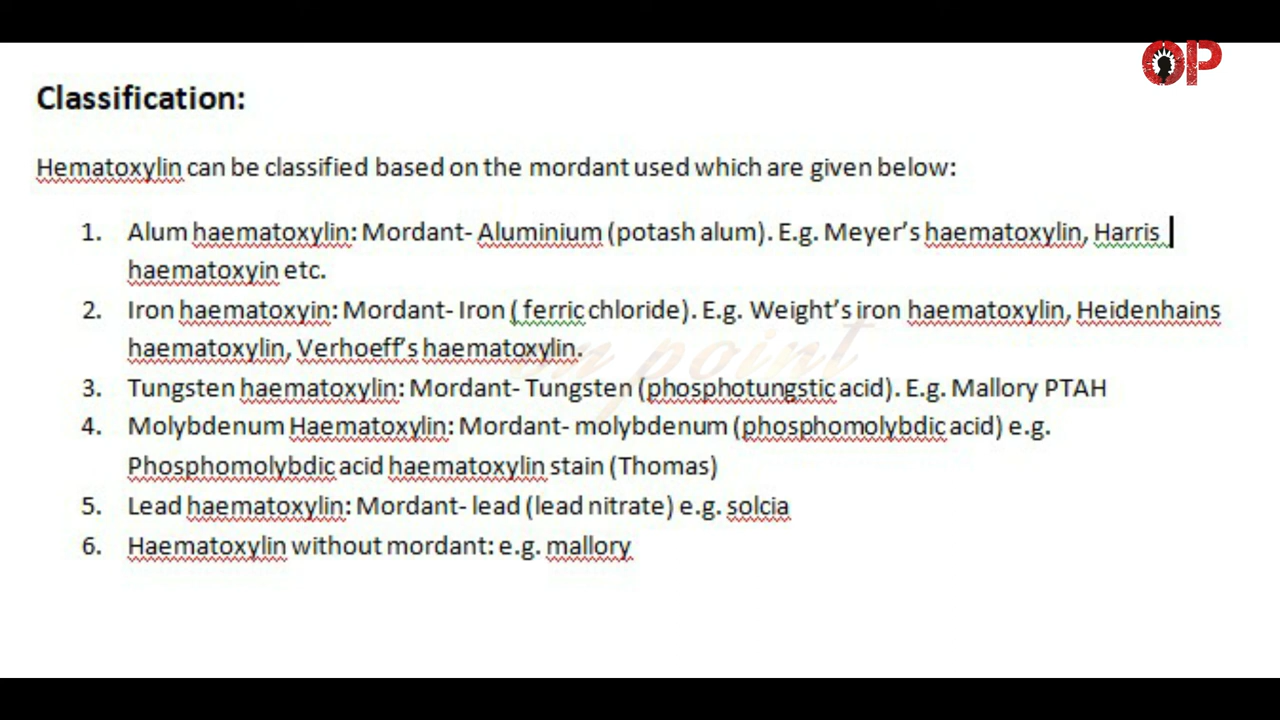 OP
Classification:
Hematoxylin can be classified based on the mordant used which are given below:
1. Alum haematoxylin: Mordant- Aluminium (potash alum). E.g. Meyer’s haematoxylin, Harris
haematoxyin etc.
2. Iron haematoxyin: Mordant- Iron ( ferric chloride). E.g. Weight’s iron haematoxylin, Heidenhains
haematoxylin, Verhoeff’s haematoxylin.
on point
3. Tungsten haematoxylin: Mordant- Tungsten (phosphotungstic acid). E.g. Mallory PTAH
4. Molybdenum Haematoxylin: Mordant- molybdenum (phosphomolybdic acid) e.g.
Phosphomolybdic acid haematoxylin stain (Thomas)
5. Lead haematoxylin: Mordant- lead (lead nitrate) e.g. solcia
6. Haematoxylin without mordant: e.g. mallory